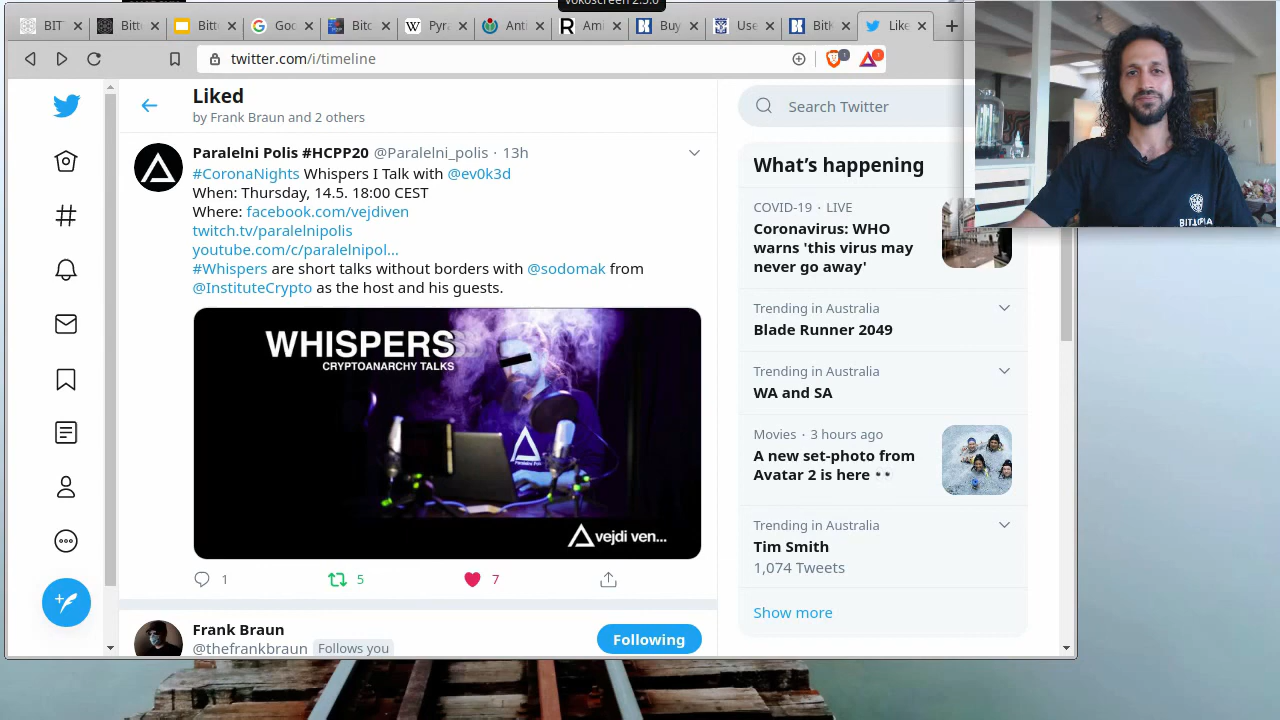 vokoscreen 2.5.0
BIT
Bitt
Bitt
Goo
Bitc
Pyra
Anti
Aml
Buy
Use
BitK
Like
twitter.com/i/timeline
Liked
by Frank Braun and 2 others
Search Twitter
Paralelni Polis #HCPP20 @Paralelni_polis · 13h
#CoronaNights Whispers I Talk with @ev0k3d
When: Thursday, 14.5. 18:00 CEST
Where: facebook.com/vejdiven
twitch.tv/paralelnipolis
youtube.com/c/paralelnipol...
#Whispers are short talks without borders with @sodomak from
@InstituteCrypto as the host and his guests.
WHISPERS
CRYPTOANARCHY TALKS
vejdi ven...
1
5
7
Frank Braun
@thefrankbraun Follows you
Following
What's happening
COVID-19 · LIVE
Coronavirus: WHO
warns 'this virus may
never go away'
Trending in Australia
Blade Runner 2049
Trending in Australia
WA and SA
Movies · 3 hours ago
A new set-photo from
Avatar 2 is here 👀
Trending in Australia
Tim Smith
1,074 Tweets
Show more